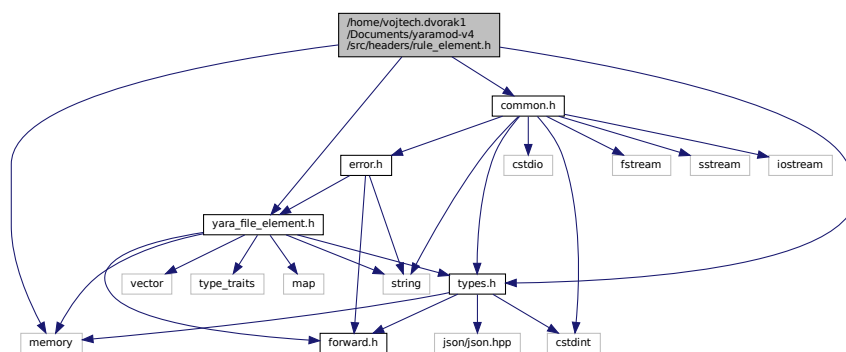 /home/vojtech.dvorak1
/Documents/yaramod-v4
/src/headers/rule_element.h
common.h
error.h
cstdio
fstream
sstream
iostream
yara_file_element.h
vector
type_traits
map
string
types.h
memory
forward.h
json/json.hpp
cstdint